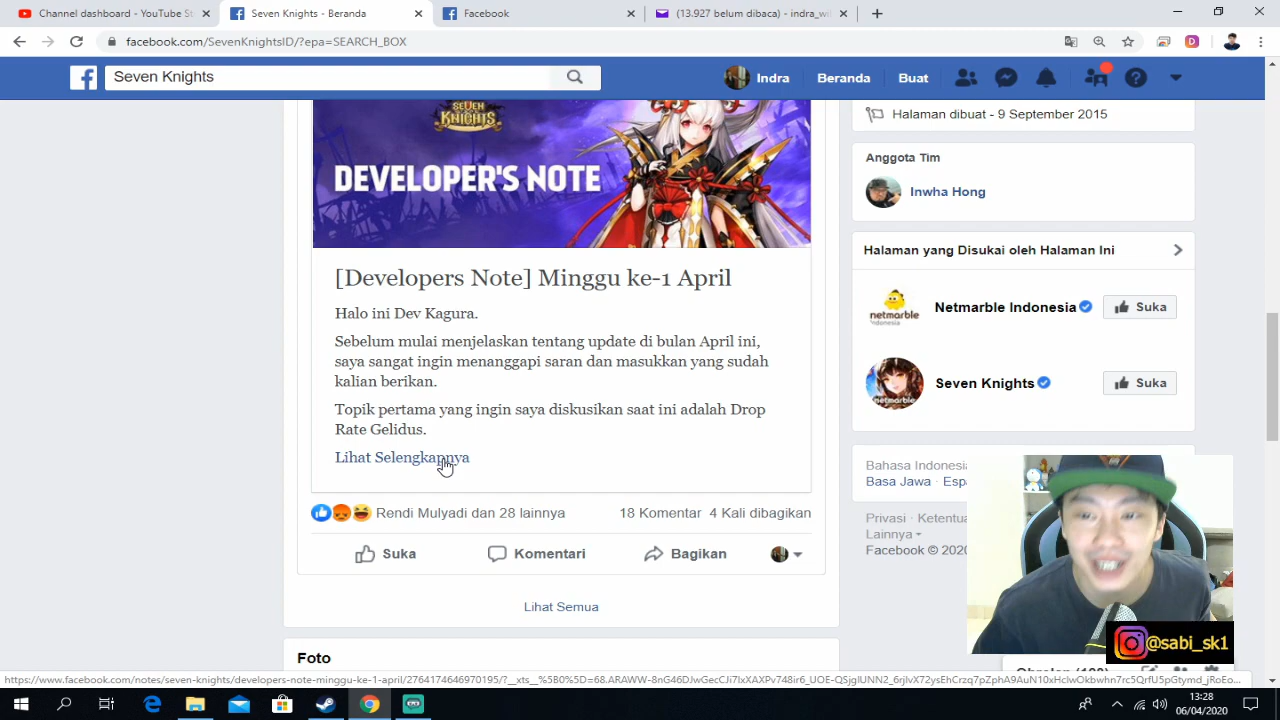 Channel dashboard - YouTube St
Seven Knights - Beranda
Facebook
(13.927 belum dibaca) - indra_wi
facebook.com/SevenKnightsID/?epa=SEARCH_BOX
Seven Knights
Indra
Beranda
Buat
SEVEN
KNIGHTS
DEVELOPER'S NOTE
[Developers Note] Minggu ke-1 April
Halo ini Dev Kagura.
Sebelum mulai menjelaskan tentang update di bulan April ini,
saya sangat ingin menanggapi saran dan masukkan yang sudah
kalian berikan.
Topik pertama yang ingin saya diskusikan saat ini adalah Drop
Rate Gelidus.
Lihat Selengkapnya
Rendi Mulyadi dan 28 lainnya
18 Komentar 4 Kali dibagikan
Suka
Komentari
Bagikan
Lihat Semua
Foto
Halaman dibuat - 9 September 2015
Anggota Tim
Inwha Hong
Halaman yang Disukai oleh Halaman Ini
netmarble
Indonesia
Netmarble Indonesia
Suka
netmarble
Seven Knights
Suka
Bahasa Indonesia
Basa Jawa · Esp
Privasi · Ketentua
Lainnya
Facebook © 2020
@sabi_sk1
13:28
06/04/2020